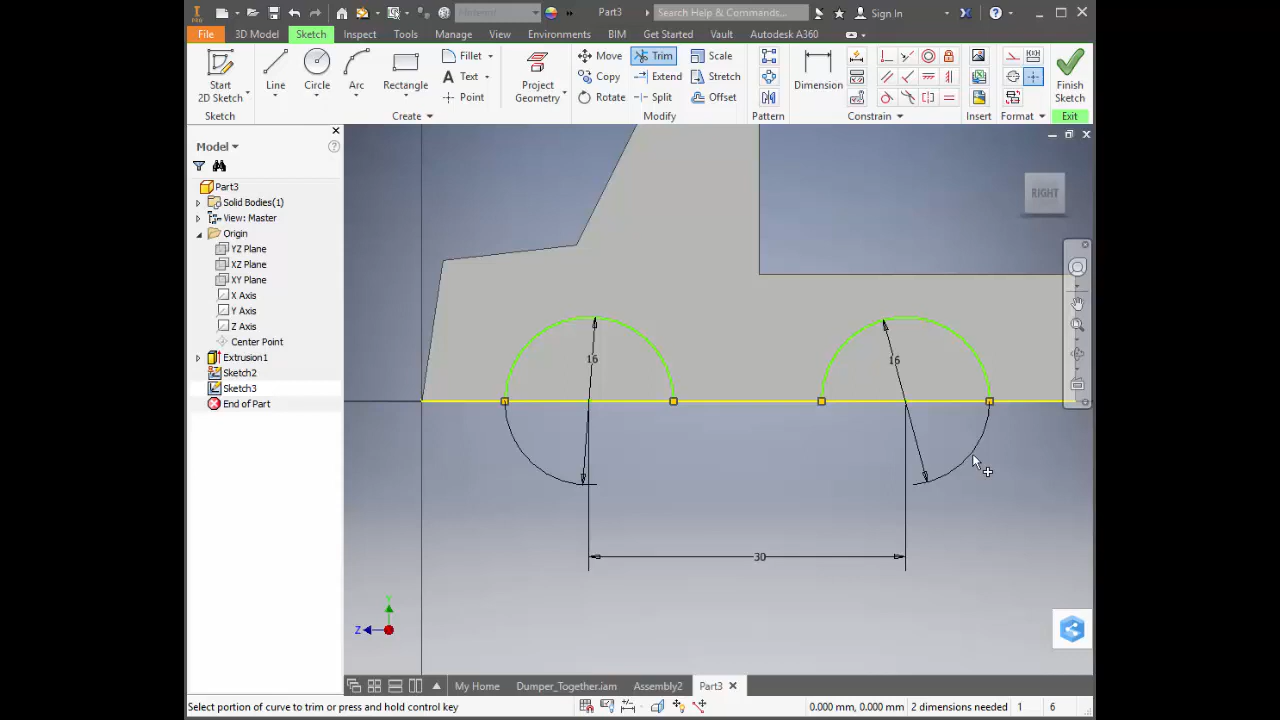 Part3
Search Help & Commands...
Sign In
File
3D Model
Sketch
Inspect
Tools
Manage
View
Environments
BIM
Get Started
Vault
Autodesk A360
Start
2D Sketch
Sketch
Line
Circle
Arc
Rectangle
Fillet
Text
Point
Create
Project
Geometry
Move
Copy
Rotate
Trim
Extend
Split
Scale
Stretch
Offset
Modify
Pattern
Dimension
Constrain
Insert
Format
Finish
Sketch
Exit
Model
Part3
Solid Bodies(1)
View: Master
Origin
YZ Plane
XZ Plane
XY Plane
X Axis
Y Axis
Z Axis
Center Point
Extrusion1
Sketch2
Sketch3
End of Part
RIGHT
16
16
30
Y
Z
My Home
Dumper_Together.iam
Assembly2
Part3
Select portion of curve to trim or press and hold control key
0.000 mm, 0.000 mm
2 dimensions needed
1
6